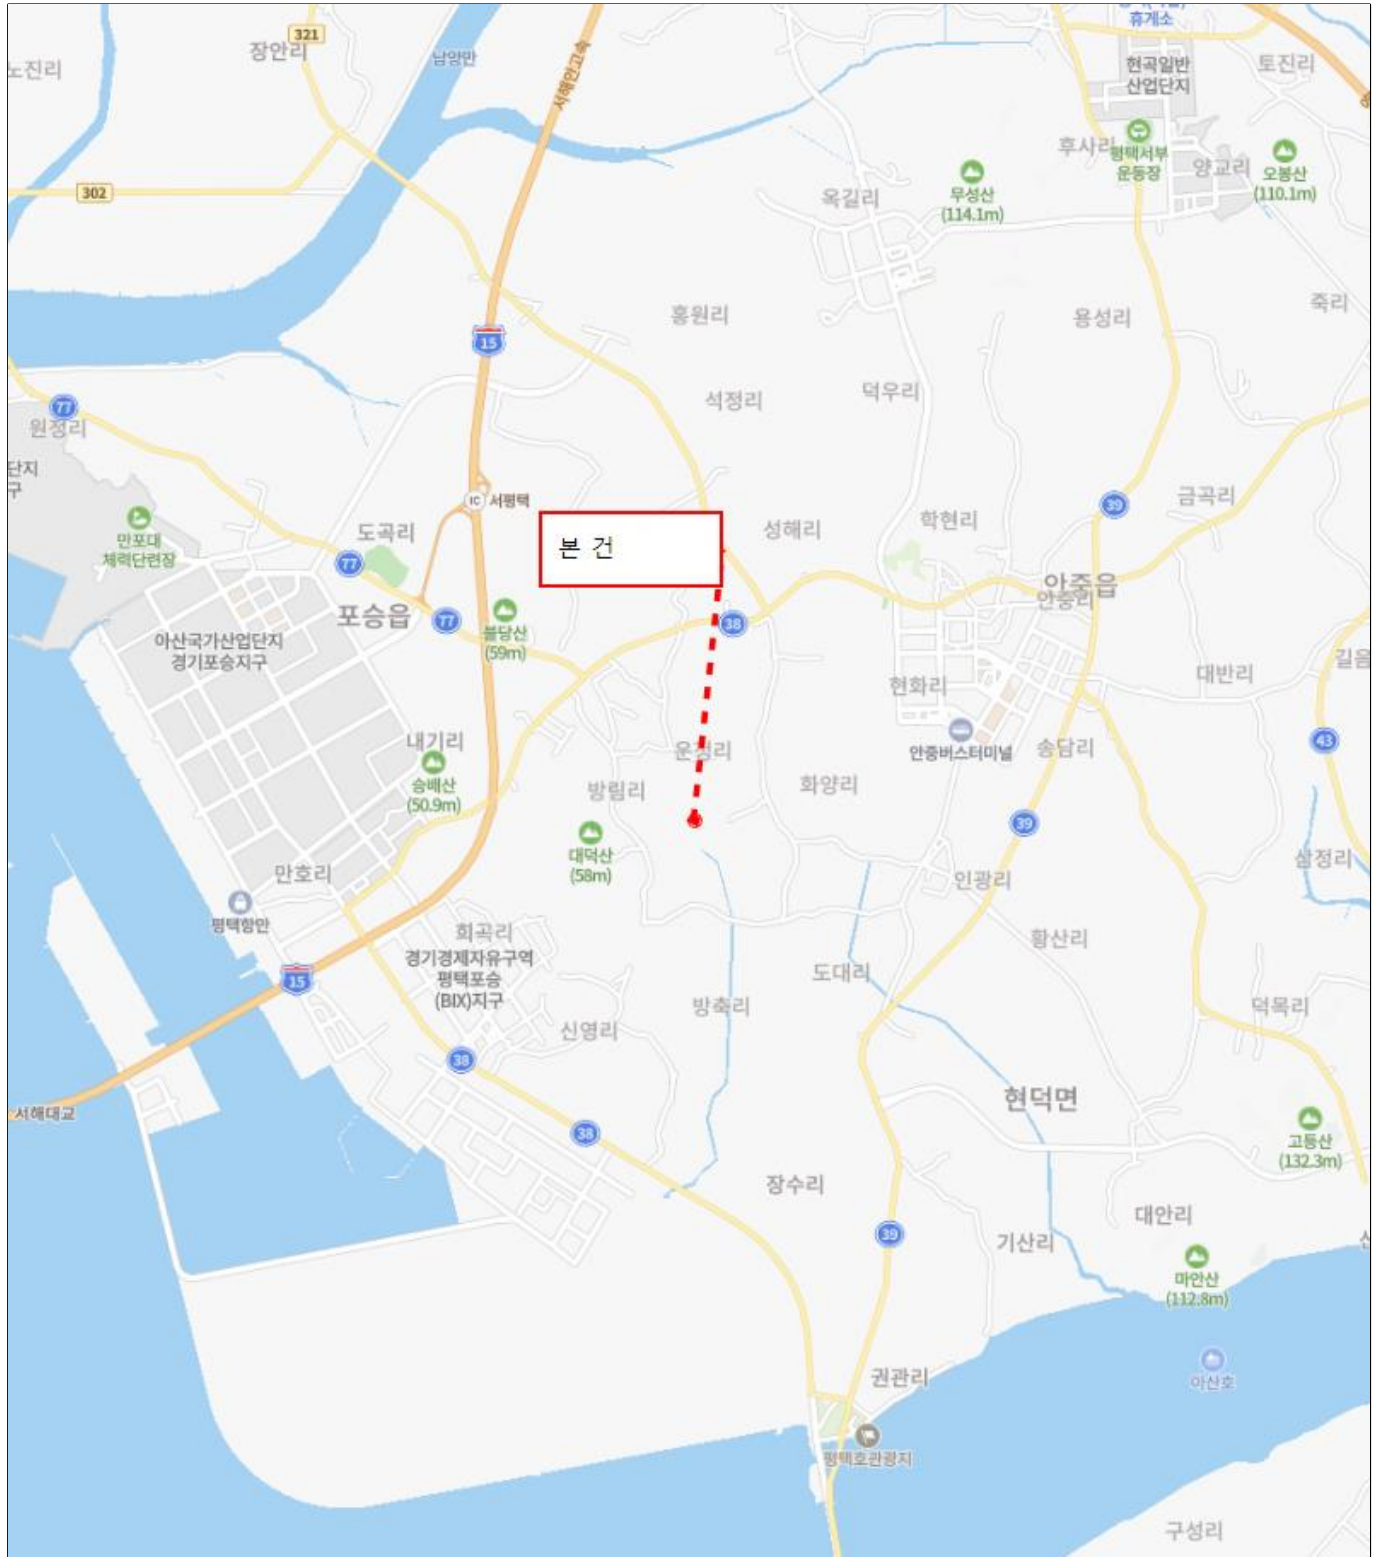 휴게소
321
장안리
노진리
남양만
서해안고속
현곡일반
산업단지
토진리
302
후사리
평택서부
운동장
양교리
오봉산
(110.1m)
옥길리
무성산
(114.1m)
홍원리
용성리
죽리
15
77
원정리
석정리
덕우리
단지
구
IC 서평택
39
금곡리
만포대
체력단련장
도곡리
본 건
성해리
학현리
77
안중읍
안중리
포승읍
77
불당산
(59m)
38
아산국가산업단지
경기포승지구
현화리
대반리
길음
내기리
운정리
안중버스터미널
송담리
43
승배산
(50.9m)
방림리
화양리
39
대덕산
(58m)
삼정리
만호리
인광리
평택항만
희곡리
황산리
경기경제자유구역
평택포승
(BIX)지구
15
도대리
방축리
덕목리
신영리
38
서해대교
현덕면
38
고등산
(132.3m)
장수리
대안리
39
기산리
마안산
(112.8m)
아산호
권관리
평택호관광지
구성리